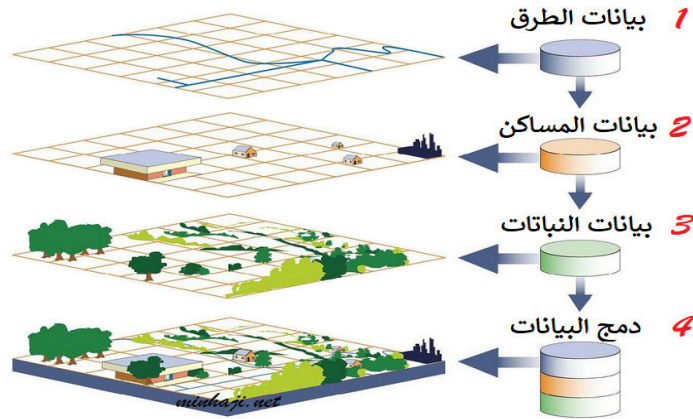 1 بيانات الطرق
2 بيانات المساكن
3 بيانات النباتات
4 دمج البيانات
minhaji.net